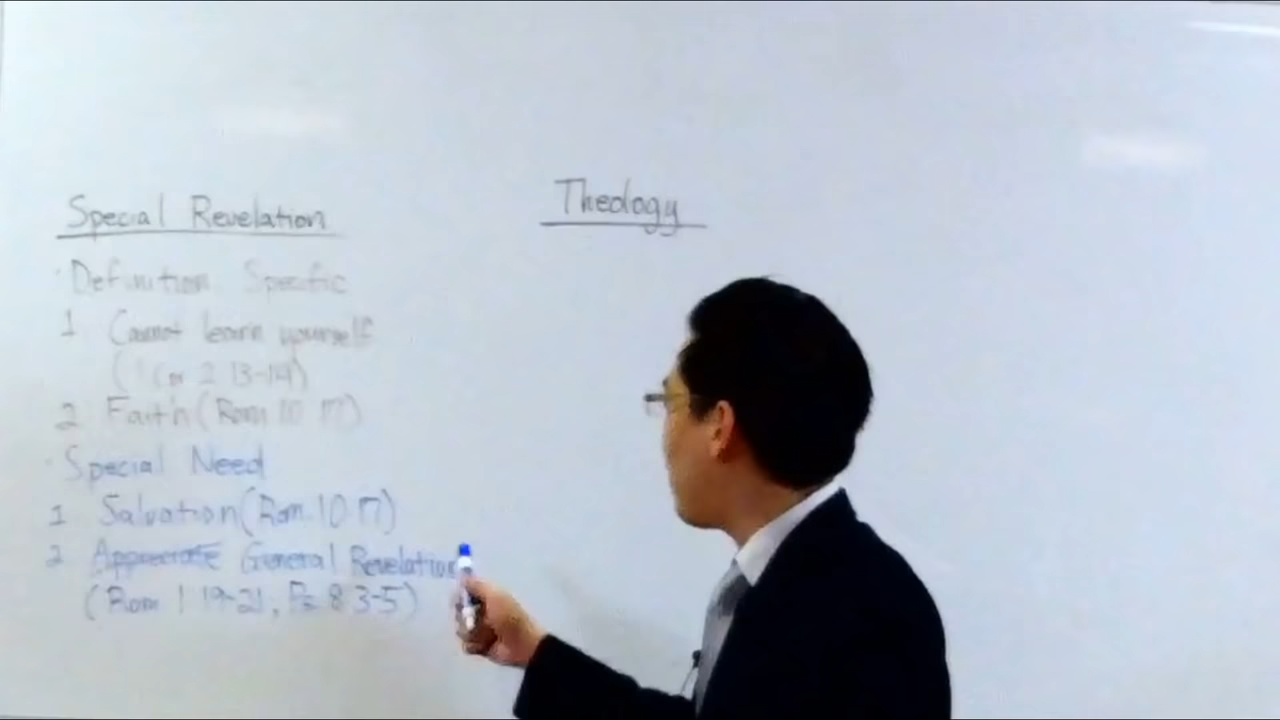 Special Revelation
· Definition Specific
1 Cannot learn yourself
(1 Cor 2 13-14)
2 Faith (Rom 10 17)
· Special Need
1 Salvation (Rom. 10 17)
2 Appreciate General Revelation
(Rom 1 19-21, Ps 8 3-5)
Theology